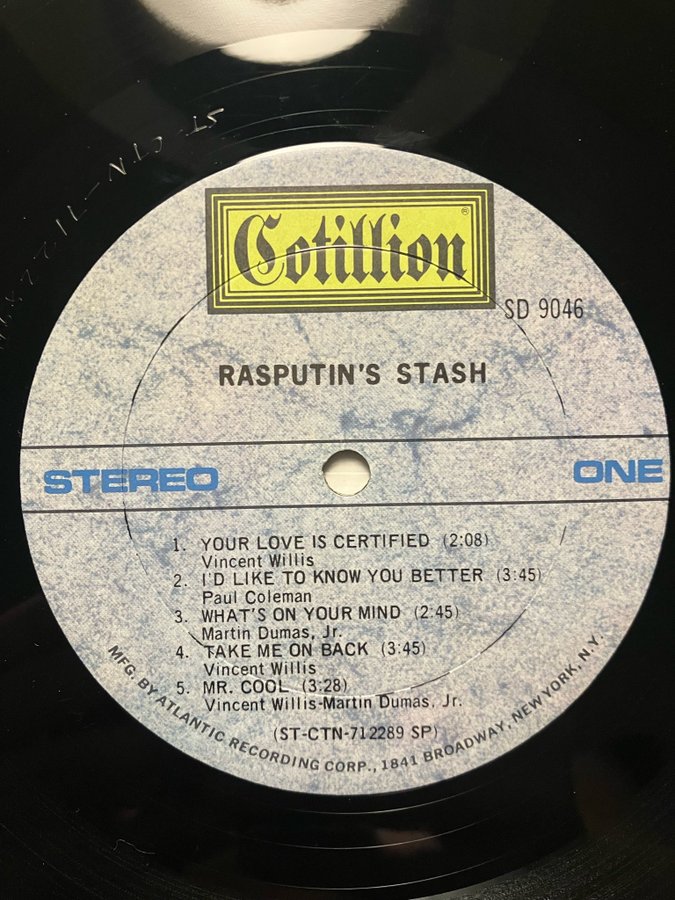 Cotillion®
SD 9046
RASPUTIN'S STASH
STEREO
ONE
1. YOUR LOVE IS CERTIFIED (2:08)
Vincent Willis
2. I'D LIKE TO KNOW YOU BETTER (3:45)
Paul Coleman
3. WHAT'S ON YOUR MIND (2:45)
Martin Dumas, Jr.
4. TAKE ME ON BACK (3:45)
Vincent Willis
5. MR. COOL (3:28)
Vincent Willis-Martin Dumas, Jr.
(ST-CTN-712289 SP)
MFG. BY ATLANTIC RECORDING CORP., 1841 BROADWAY, NEW YORK, N.Y.